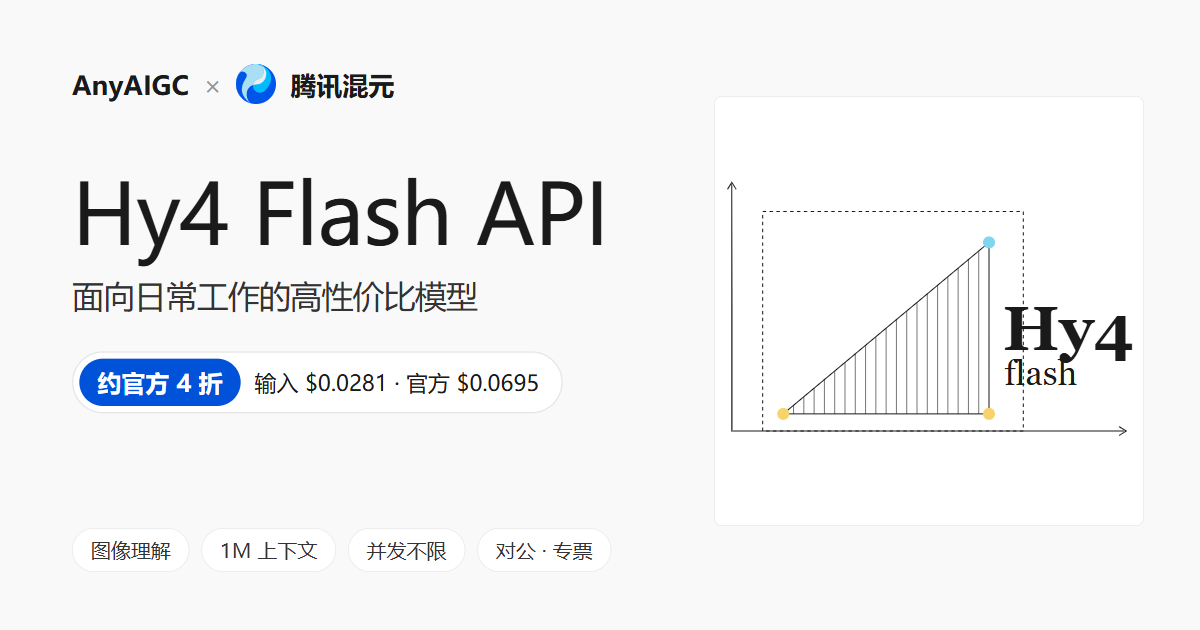 AnyAIGC × 腾讯混元
Hy4 Flash API
面向日常工作的高性价比模型
约官方 4 折 输入 $0.0281 · 官方 $0.0695
图像理解 1M 上下文 并发不限 对公 · 专票
Hy4
flash